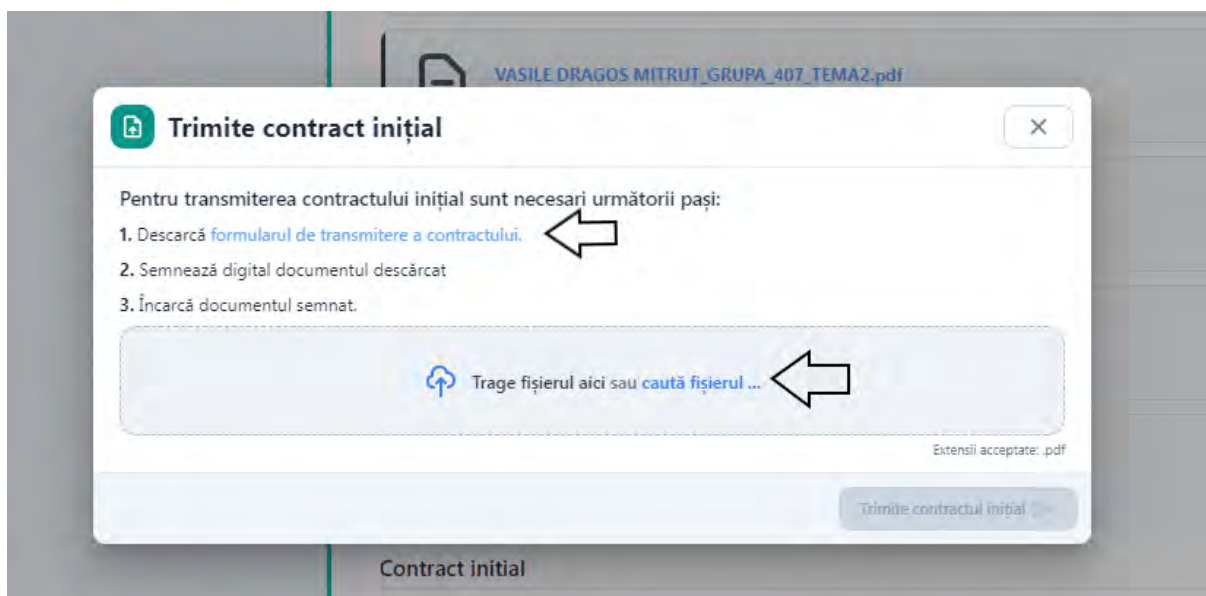 VASILE DRAGOS MITRUT_GRUPA_407_TEMA2.pdf
Trimite contract inițial
Pentru transmiterea contractului inițial sunt necesari următorii pași:
1. Descarcă formularul de transmitere a contractului.
2. Semnează digital documentul descărcat
3. Încarcă documentul semnat.
Trage fișierul aici sau caută fișierul ...
Extensii acceptate: .pdf
Trimite contractul inițial
Contract initial